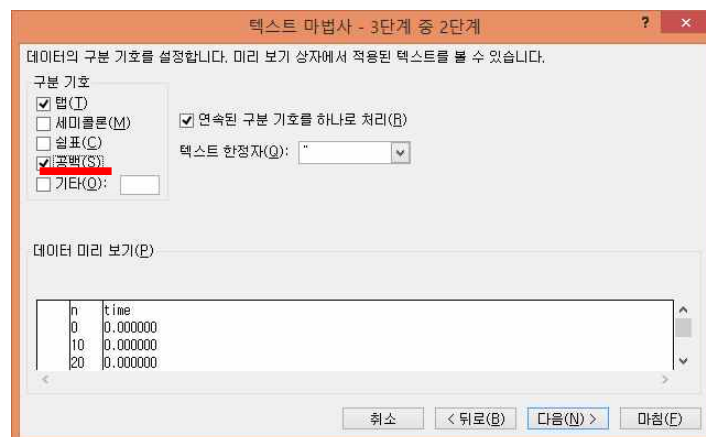 텍스트 마법사 - 3단계 중 2단계
? ×
데이터의 구분 기호를 설정합니다. 미리 보기 상자에서 적용된 텍스트를 볼 수 있습니다.
구분 기호
탭(T)
세미콜론(M)
쉼표(C)
공백(S)
기타(O):
연속된 구분 기호를 하나로 처리(R)
텍스트 한정자(Q): "
데이터 미리 보기(P)
n time
0 0.000000
10 0.000000
20 0.000000
취소 < 뒤로(B) 다음(N) > 마침(F)